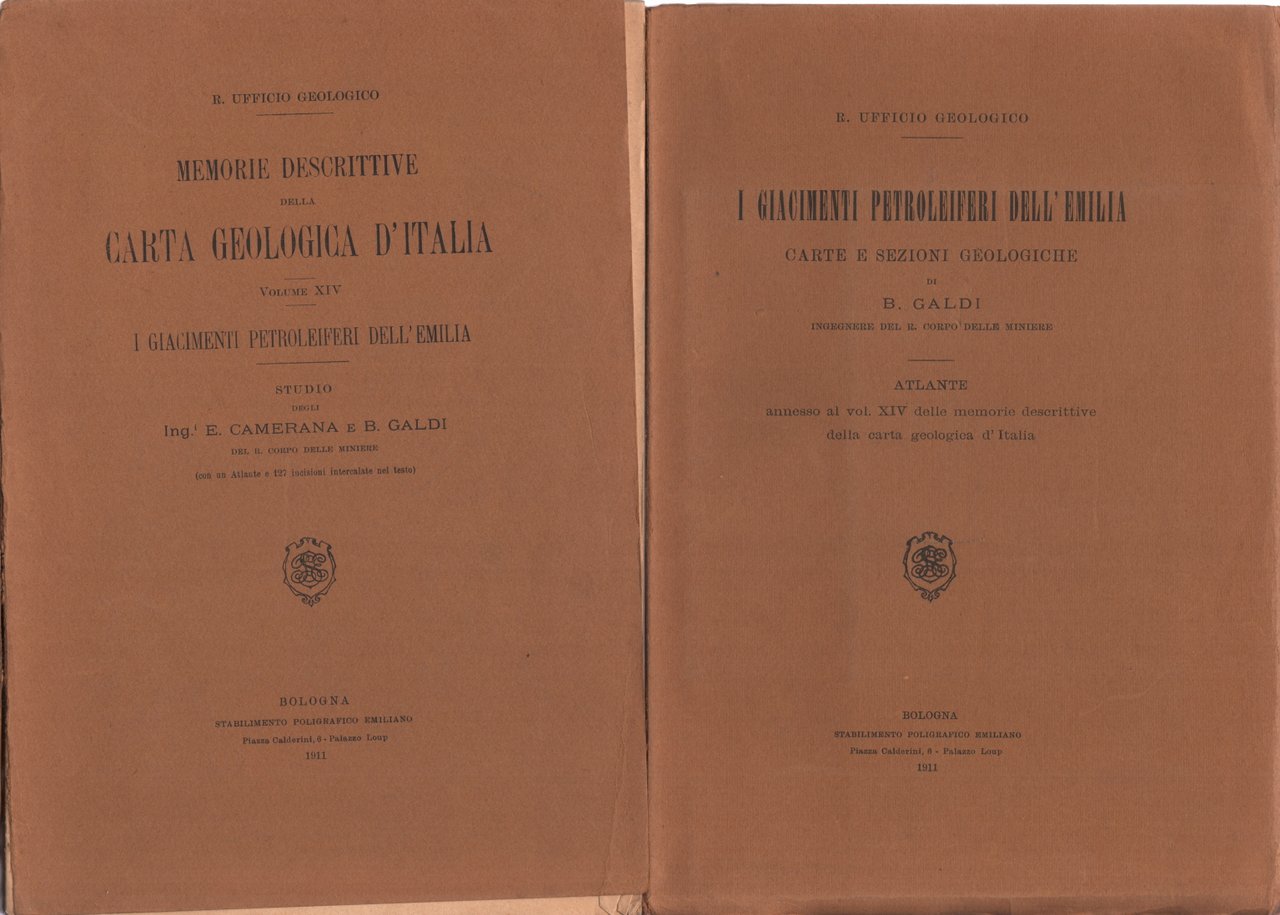 R. UFFICIO GEOLOGICO
MEMORIE DESCRITTIVE
DELLA
CARTA GEOLOGICA D'ITALIA
VOLUME XIV
I GIACIMENTI PETROLEIFERI DELL'EMILIA
STUDIO
DEGLI
Ing.i E. CAMERANA E B. GALDI
DEL R. CORPO DELLE MINIERE
(con un Atlante e 127 incisioni intercalate nel testo)
BOLOGNA
STABILIMENTO POLIGRAFICO EMILIANO
Piazza Calderini, 6 - Palazzo Loup
1911
R. UFFICIO GEOLOGICO
I GIACIMENTI PETROLEIFERI DELL'EMILIA
CARTE E SEZIONI GEOLOGICHE
DI
B. GALDI
INGEGNERE DEL R. CORPO DELLE MINIERE
ATLANTE
annesso al vol. XIV delle memorie descrittive
della carta geologica d'Italia
BOLOGNA
STABILIMENTO POLIGRAFICO EMILIANO
Piazza Calderini, 6 - Palazzo Loup
1911